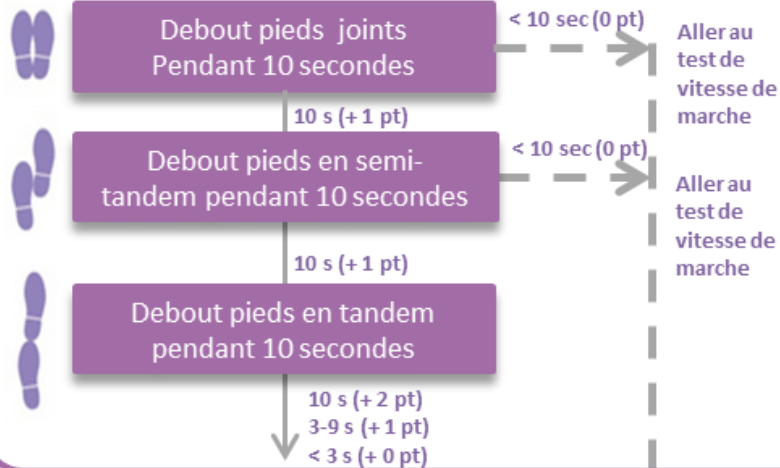 Debout pieds joints
Pendant 10 secondes
< 10 sec (0 pt)
Aller au
test de
vitesse de
marche
10 s (+ 1 pt)
Debout pieds en semi-
tandem pendant 10 secondes
< 10 sec (0 pt)
Aller au
test de
vitesse de
marche
10 s (+ 1 pt)
Debout pieds en tandem
pendant 10 secondes
10 s (+ 2 pt)
3-9 s (+ 1 pt)
< 3 s (+ 0 pt)